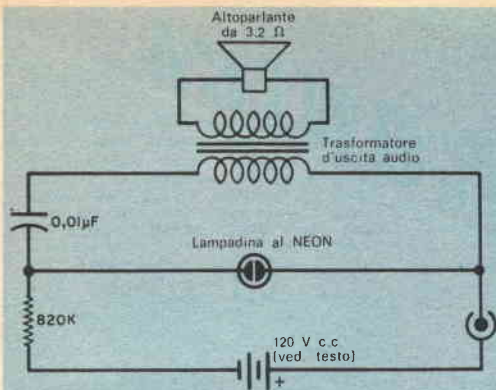 Altoparlante
da 3.2 Ω
Trasformatore
d'uscita audio
0,01µF
Lampadina al NEON
820K
120 V c.c
(ved. testo)
+